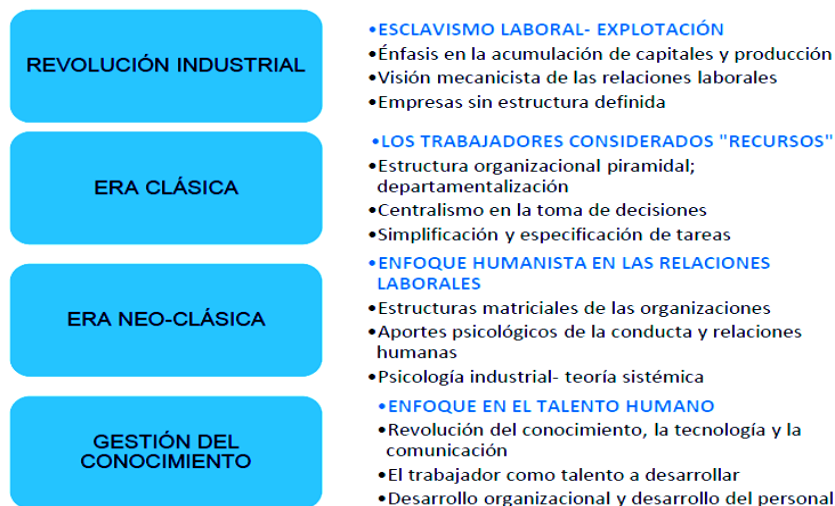 REVOLUCIÓN INDUSTRIAL
•ESCLAVISMO LABORAL- EXPLOTACIÓN
•Énfasis en la acumulación de capitales y producción
•Visión mecanicista de las relaciones laborales
•Empresas sin estructura definida
ERA CLÁSICA
•LOS TRABAJADORES CONSIDERADOS "RECURSOS"
•Estructura organizacional piramidal;
departamentalización
•Centralismo en la toma de decisiones
•Simplificación y especificación de tareas
ERA NEO-CLÁSICA
•ENFOQUE HUMANISTA EN LAS RELACIONES
LABORALES
•Estructuras matriciales de las organizaciones
•Aportes psicológicos de la conducta y relaciones
humanas
•Psicología industrial- teoría sistémica
GESTIÓN DEL
CONOCIMIENTO
•ENFOQUE EN EL TALENTO HUMANO
•Revolución del conocimiento, la tecnología y la
comunicación
•El trabajador como talento a desarrollar
•Desarrollo organizacional y desarrollo del personal